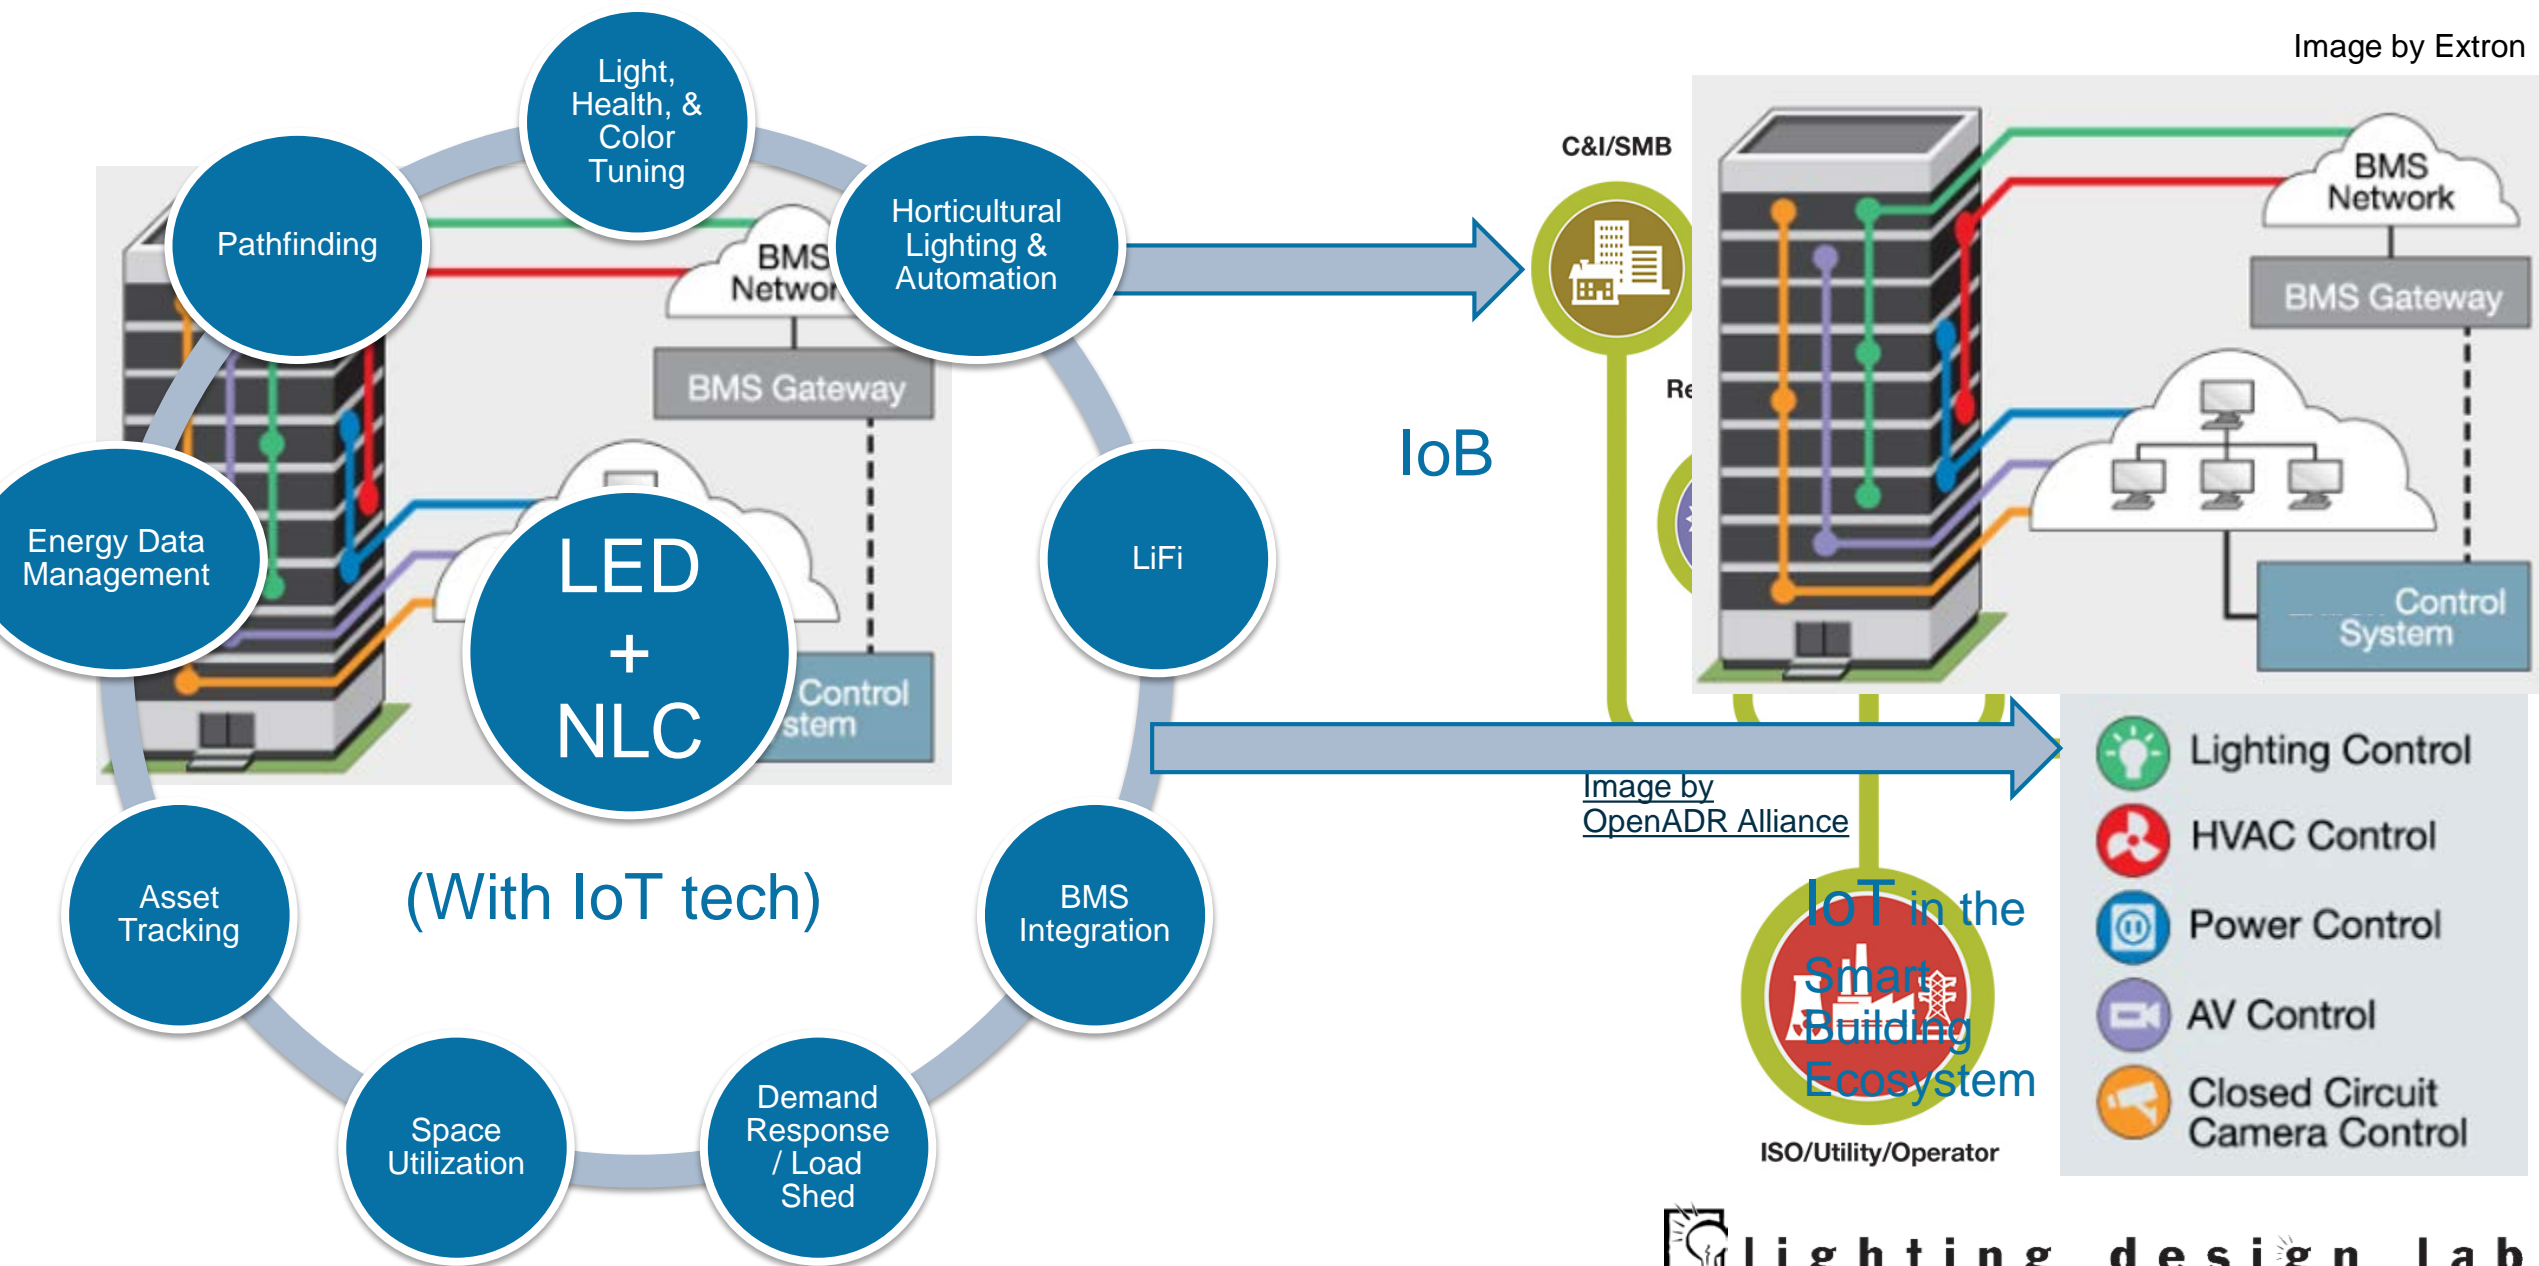 Image by Extron
Light,
Health, &
Color
Tuning
Pathfinding
Horticultural
Lighting &
Automation
Energy Data
Management
LED
+
NLC
LiFi
(With IoT tech)
Asset
Tracking
BMS
Integration
Space
Utilization
Demand
Response
/ Load
Shed
BMS
BMS Gateway
Control
C&I/SMB
IoB
BMS
Network
BMS Gateway
Control
System
Image by
OpenADR Alliance
IoT in the
Smart
Building
Ecosystem
ISO/Utility/Operator
Lighting Control
HVAC Control
Power Control
AV Control
Closed Circuit
Camera Control
lighting design lab